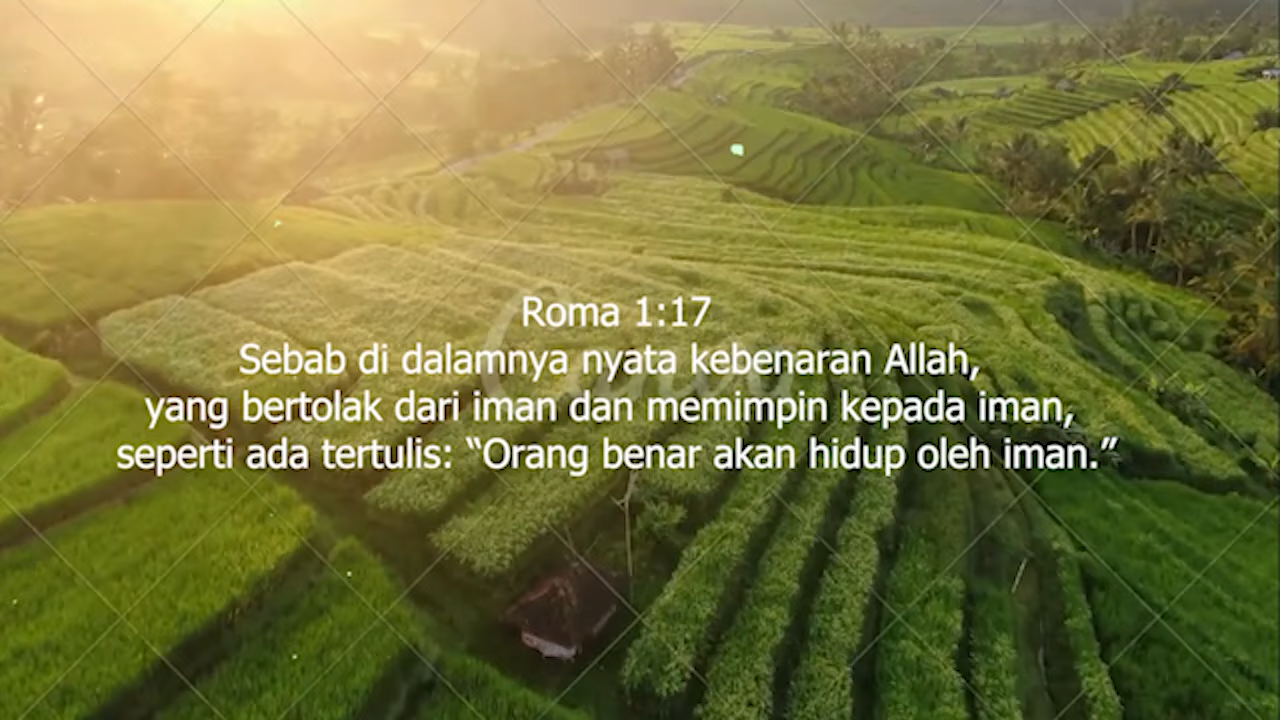 Roma 1:17
Sebab di dalamnya nyata kebenaran Allah,
yang bertolak dari iman dan memimpin kepada iman,
seperti ada tertulis: “Orang benar akan hidup oleh iman.”